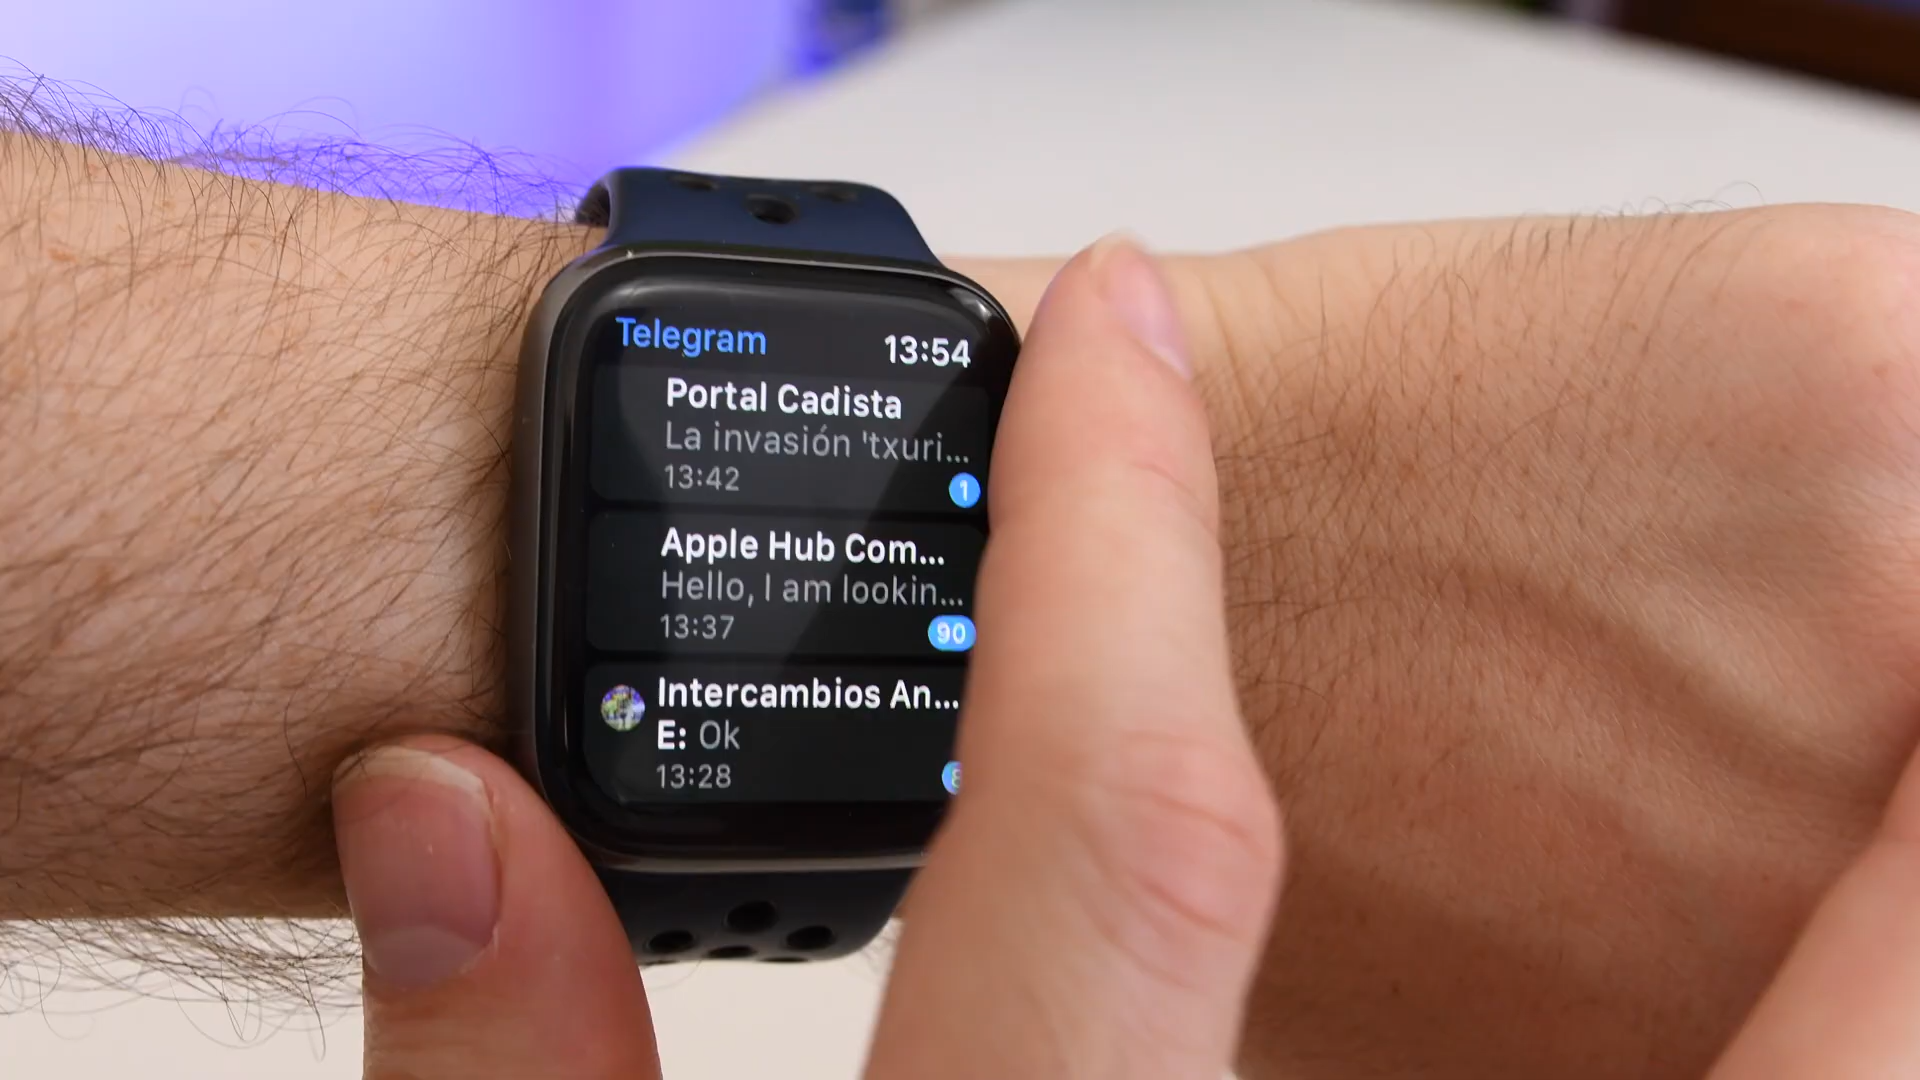 Telegram
13:54
Portal Cadista
La invasión 'txuri...
13:42
1
Apple Hub Com...
Hello, I am lookin...
13:37
90
Intercambios An...
E: Ok
13:28